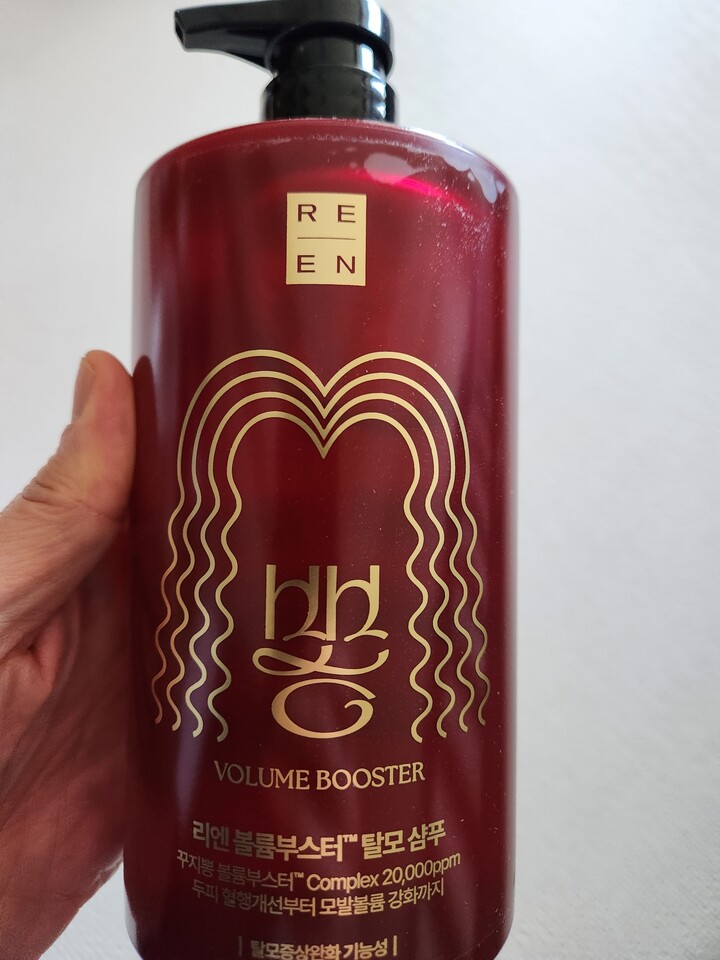 RE
EN
뽕
VOLUME BOOSTER
리엔 볼륨부스터™ 탈모 샴푸
꾸지뽕 볼륨부스터™ Complex 20,000ppm
두피 혈행개선부터 모발볼륨 강화까지
| 탈모증상완화 기능성 |